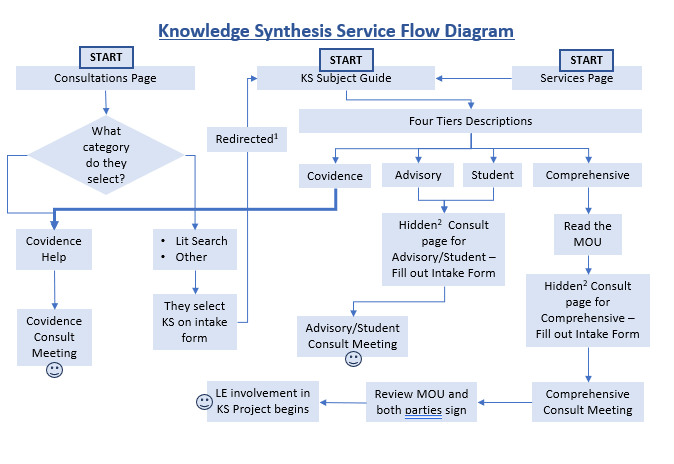 Knowledge Synthesis Service Flow Diagram
START
Consultations Page
START
KS Subject Guide
START
Services Page
What
category
do they
select?
Redirected¹
Four Tiers Descriptions
Covidence
Advisory
Student
Comprehensive
Covidence
Help
• Lit Search
• Other
Hidden² Consult
page for
Advisory/Student –
Fill out Intake Form
Read the
MOU
They select
KS on intake
form
Hidden² Consult
page for
Comprehensive –
Fill out Intake Form
Covidence
Consult
Meeting
Advisory/Student
Consult Meeting
LE involvement in
KS Project begins
Review MOU and
both parties sign
Comprehensive
Consult Meeting